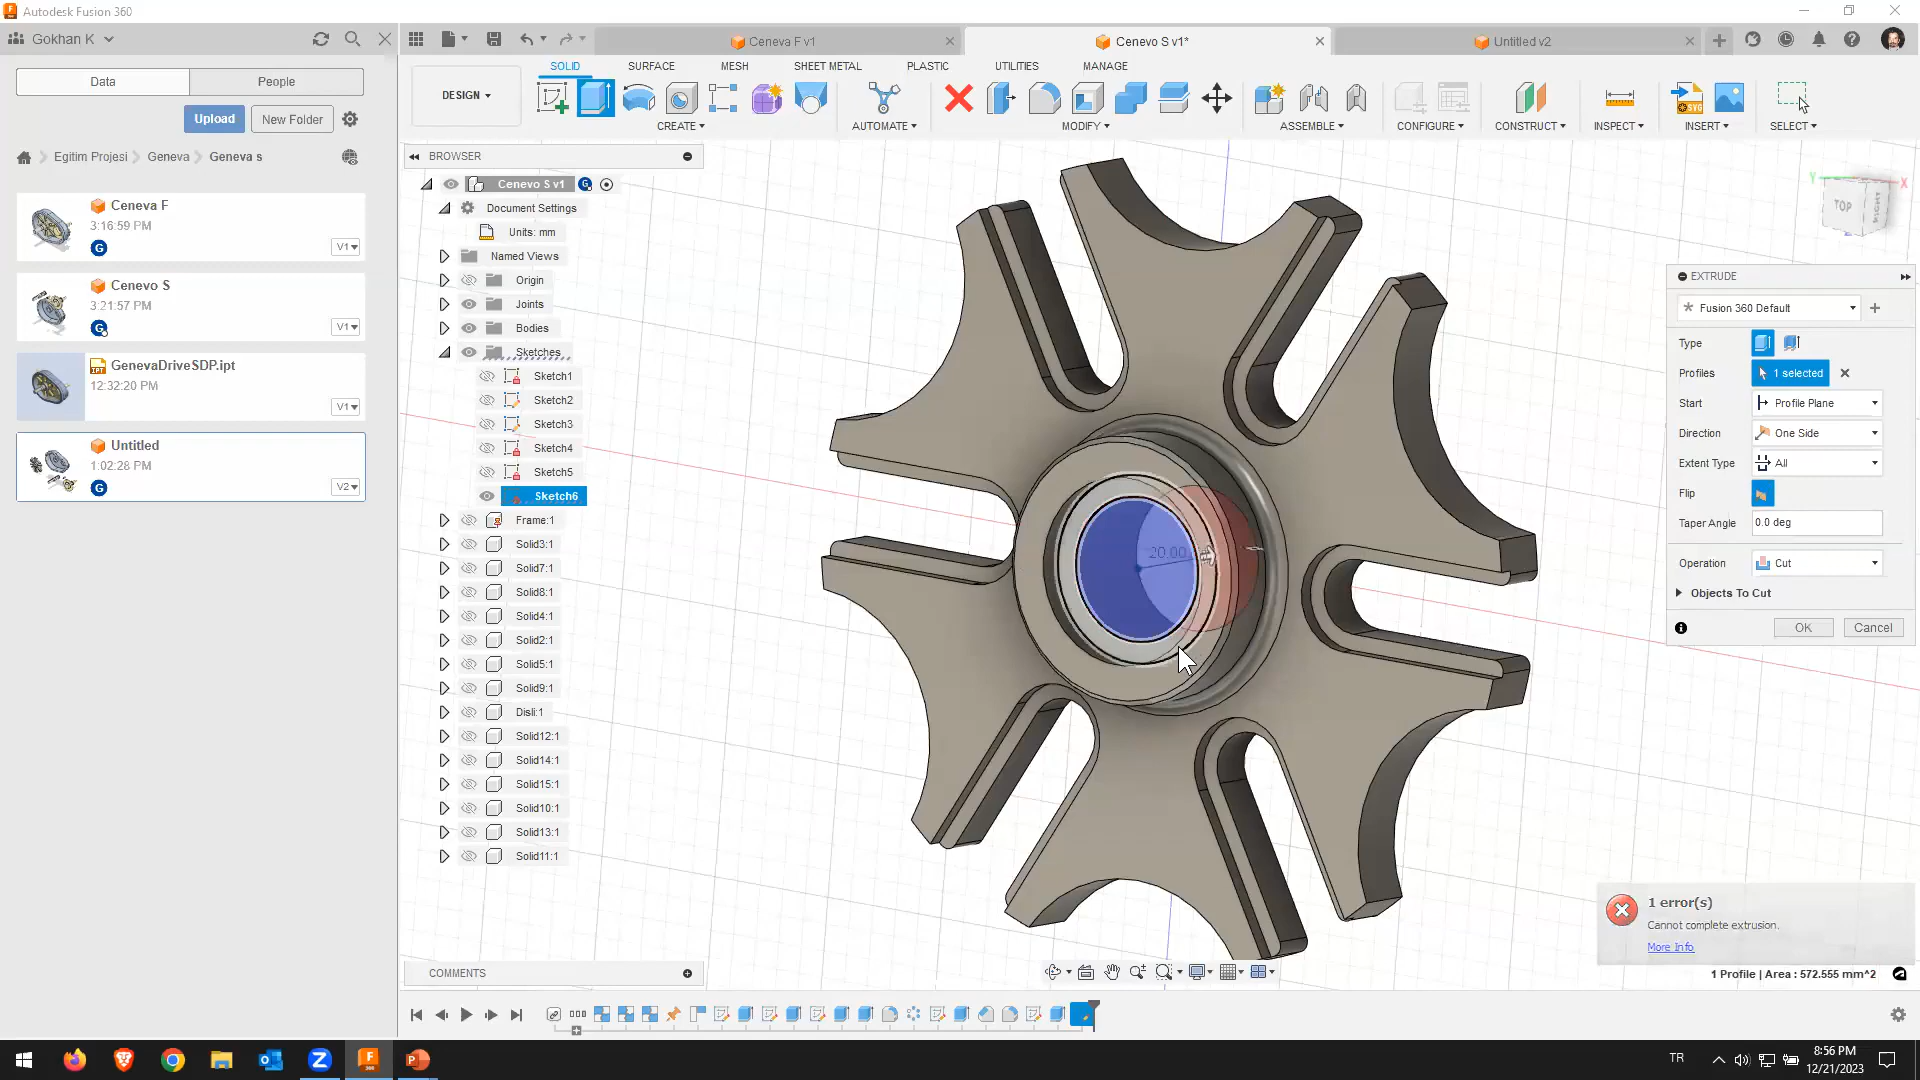 Autodesk Fusion 360
Gokhan K
Data
People
Upload
New Folder
Egitim Projesi
Geneva
Geneva s
Ceneva F
3:16:59 PM
G
V1
Cenevo S
3:21:57 PM
G
V1
GenevaDriveSDP.ipt
12:32:20 PM
V1
Untitled
1:02:28 PM
G
V2
Ceneva F v1
Cenevo S v1*
Untitled v2
SOLID
SURFACE
MESH
SHEET METAL
PLASTIC
UTILITIES
MANAGE
DESIGN
CREATE
AUTOMATE
MODIFY
ASSEMBLE
CONFIGURE
CONSTRUCT
INSPECT
INSERT
SELECT
BROWSER
Cenevo S v1
G
Document Settings
Units: mm
Named Views
Origin
Joints
Bodies
Sketches
Sketch1
Sketch2
Sketch3
Sketch4
Sketch5
Sketch6
Frame:1
Solid3:1
Solid7:1
Solid8:1
Solid4:1
Solid2:1
Solid5:1
Solid9:1
Disli:1
Solid12:1
Solid14:1
Solid15:1
Solid10:1
Solid13:1
Solid11:1
20.00
TOP
RIGHT
Y
X
EXTRUDE
Fusion 360 Default
Type
Profiles
1 selected
Start
Profile Plane
Direction
One Side
Extent Type
All
Flip
Taper Angle
0.0 deg
Operation
Cut
Objects To Cut
OK
Cancel
1 error(s)
Cannot complete extrusion.
More Info
1 Profile | Area : 572.555 mm^2
COMMENTS
TR
8:56 PM
12/21/2023